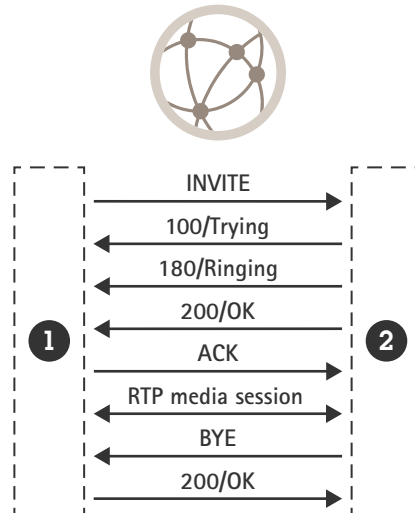 INVITE
100/Trying
180/Ringing
200/OK
1
2
ACK
RTP media session
BYE
200/OK